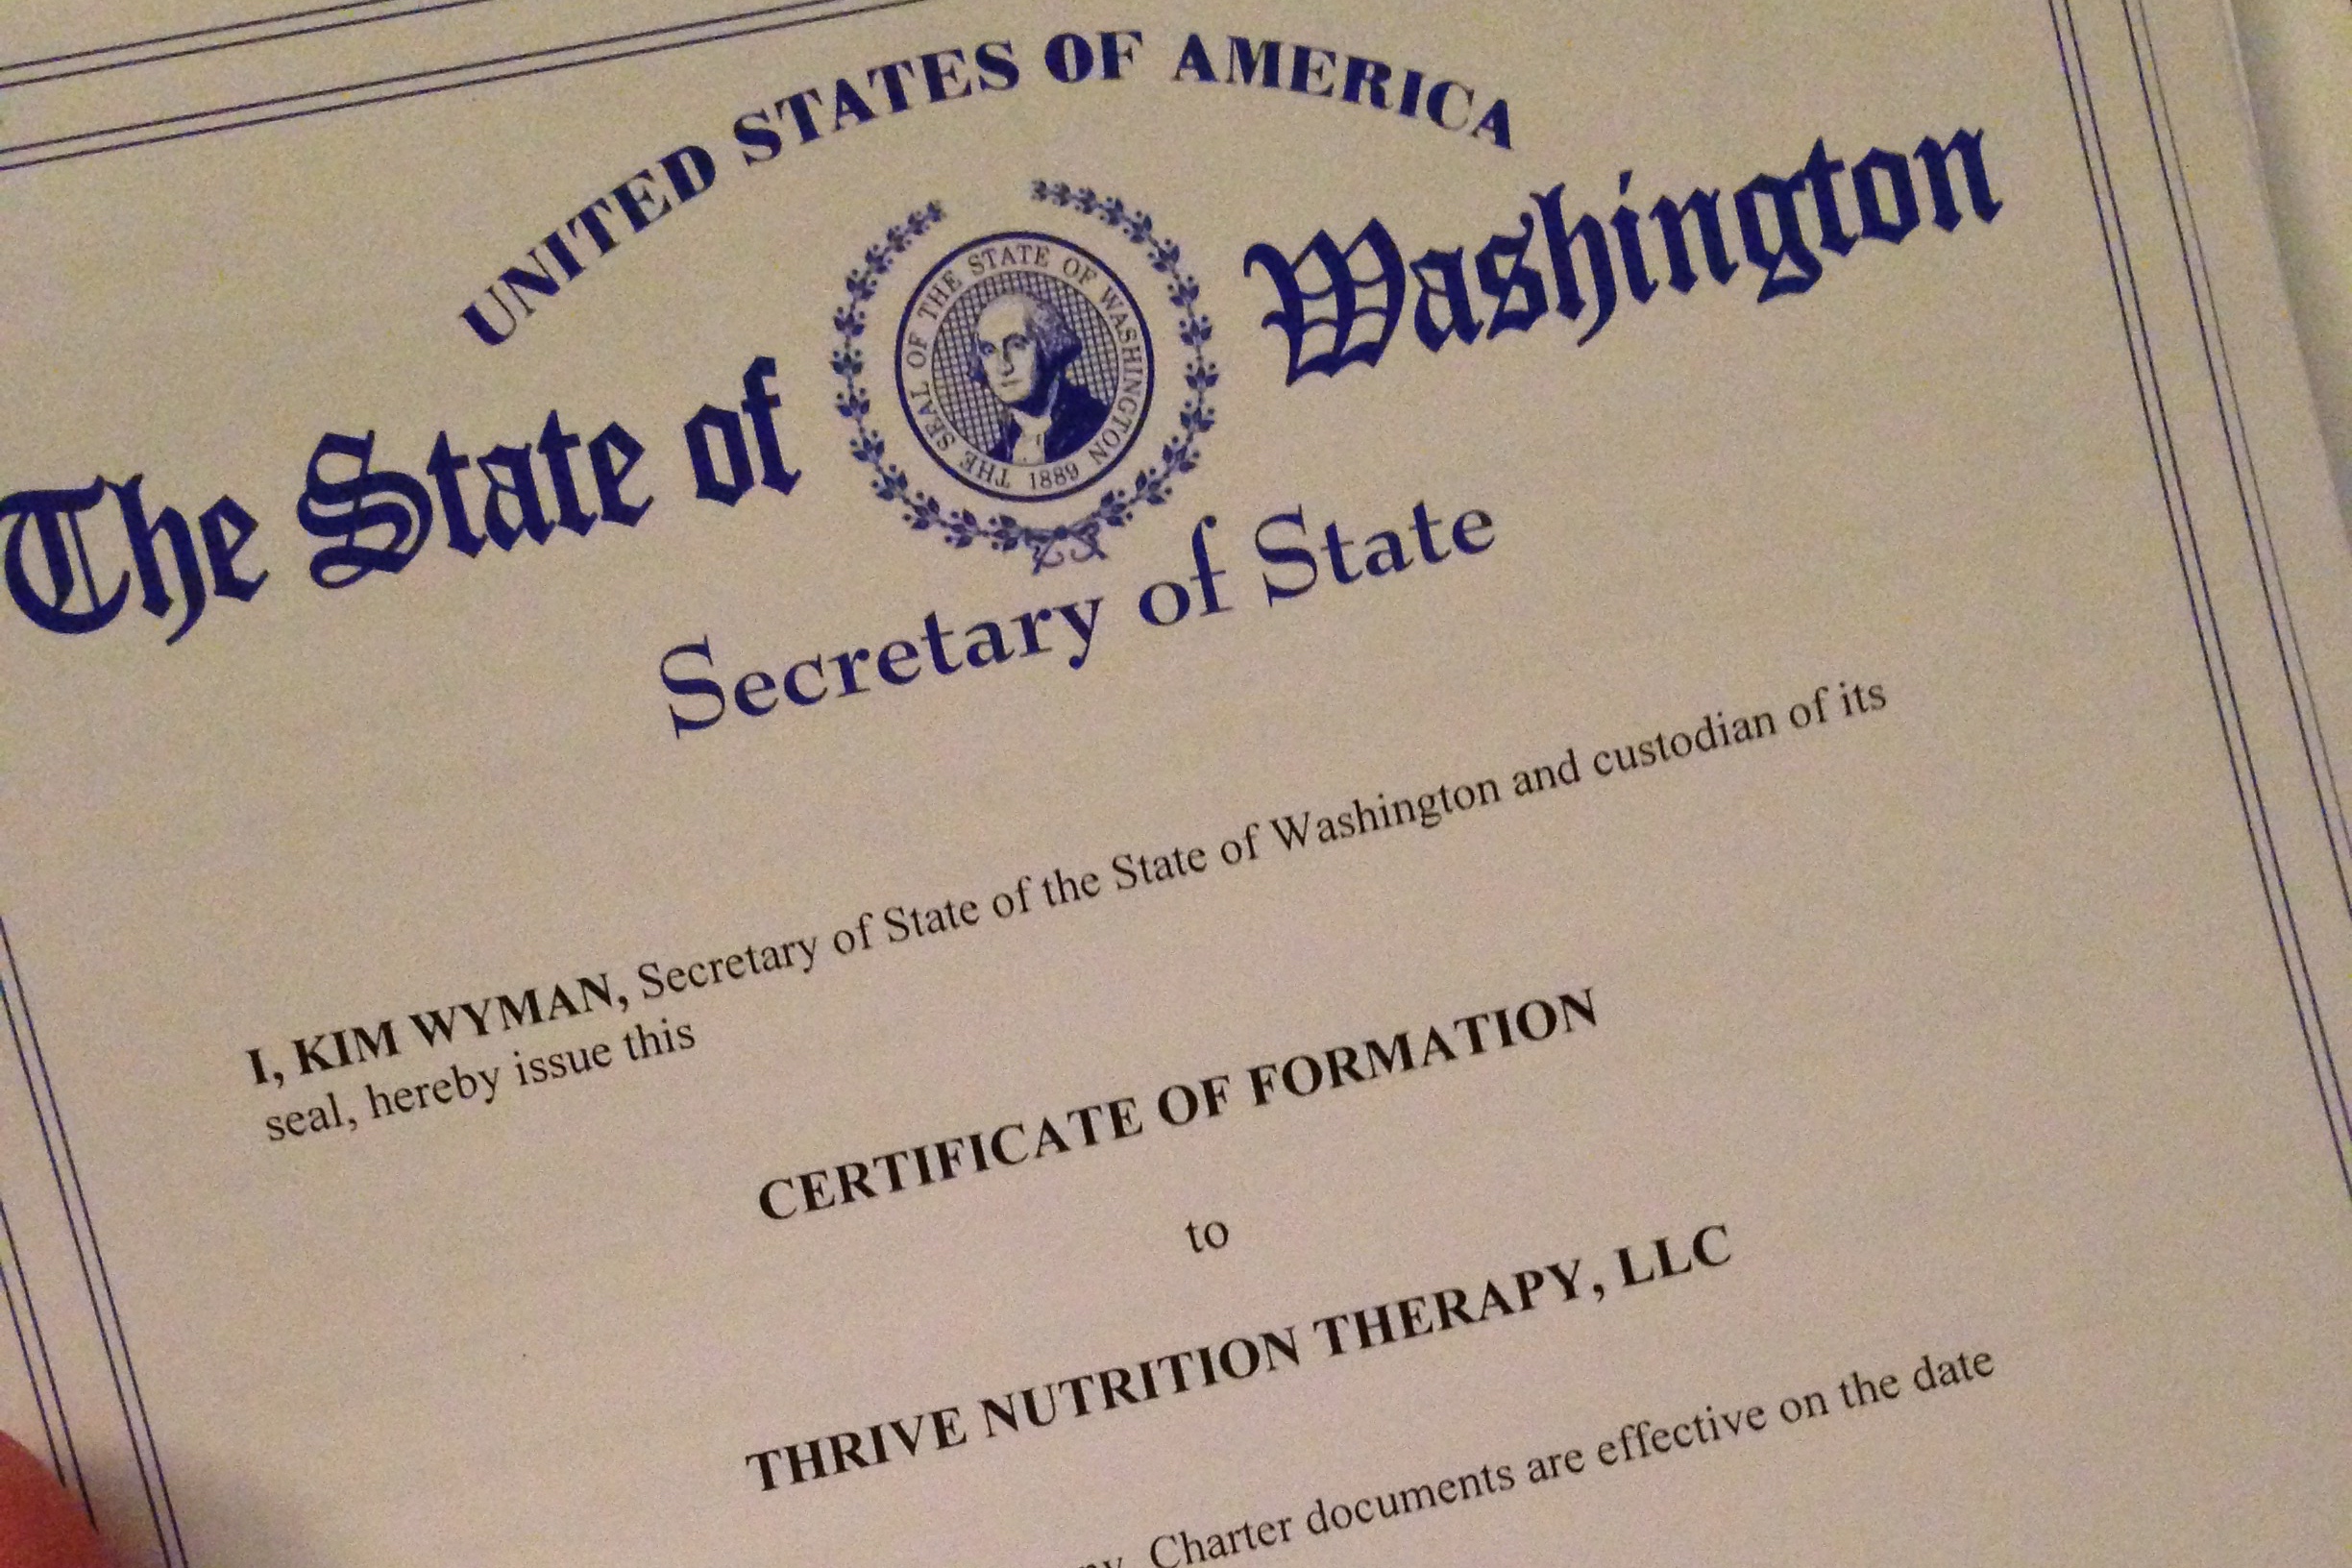 UNITED STATES OF AMERICA
The State of Washington
THE SEAL OF THE STATE OF WASHINGTON
1889
Secretary of State
I, KIM WYMAN, Secretary of State of the State of Washington and custodian of its
seal, hereby issue this
CERTIFICATE OF FORMATION
to
THRIVE NUTRITION THERAPY, LLC
Charter documents are effective on the date